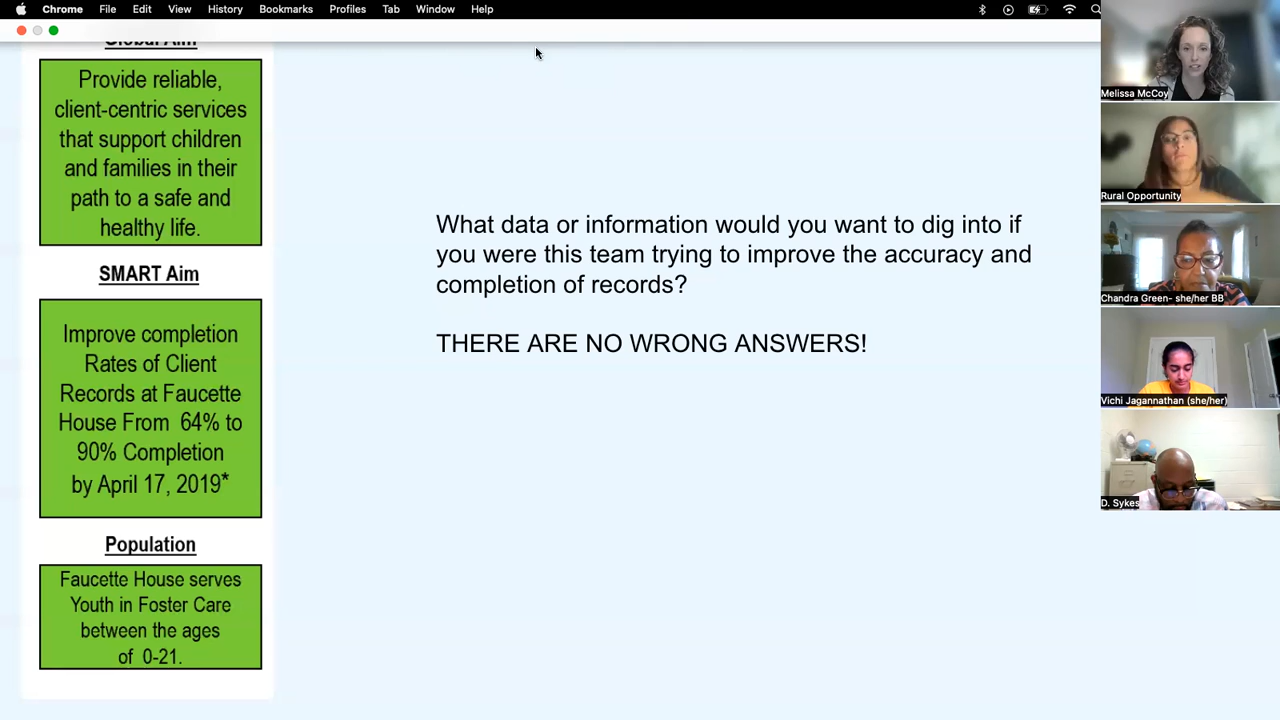 Chrome File Edit View History Bookmarks Profiles Tab Window Help
Global Aim
Provide reliable,
client-centric services
that support children
and families in their
path to a safe and
healthy life.
SMART Aim
Improve completion
Rates of Client
Records at Faucette
House From 64% to
90% Completion
by April 17, 2019*
Population
Faucette House serves
Youth in Foster Care
between the ages
of 0-21.
What data or information would you want to dig into if
you were this team trying to improve the accuracy and
completion of records?
THERE ARE NO WRONG ANSWERS!
Melissa McCoy
Rural Opportunity
Chandra Green- she/her BB
Vichi Jagannathan (she/her)
D. Sykes